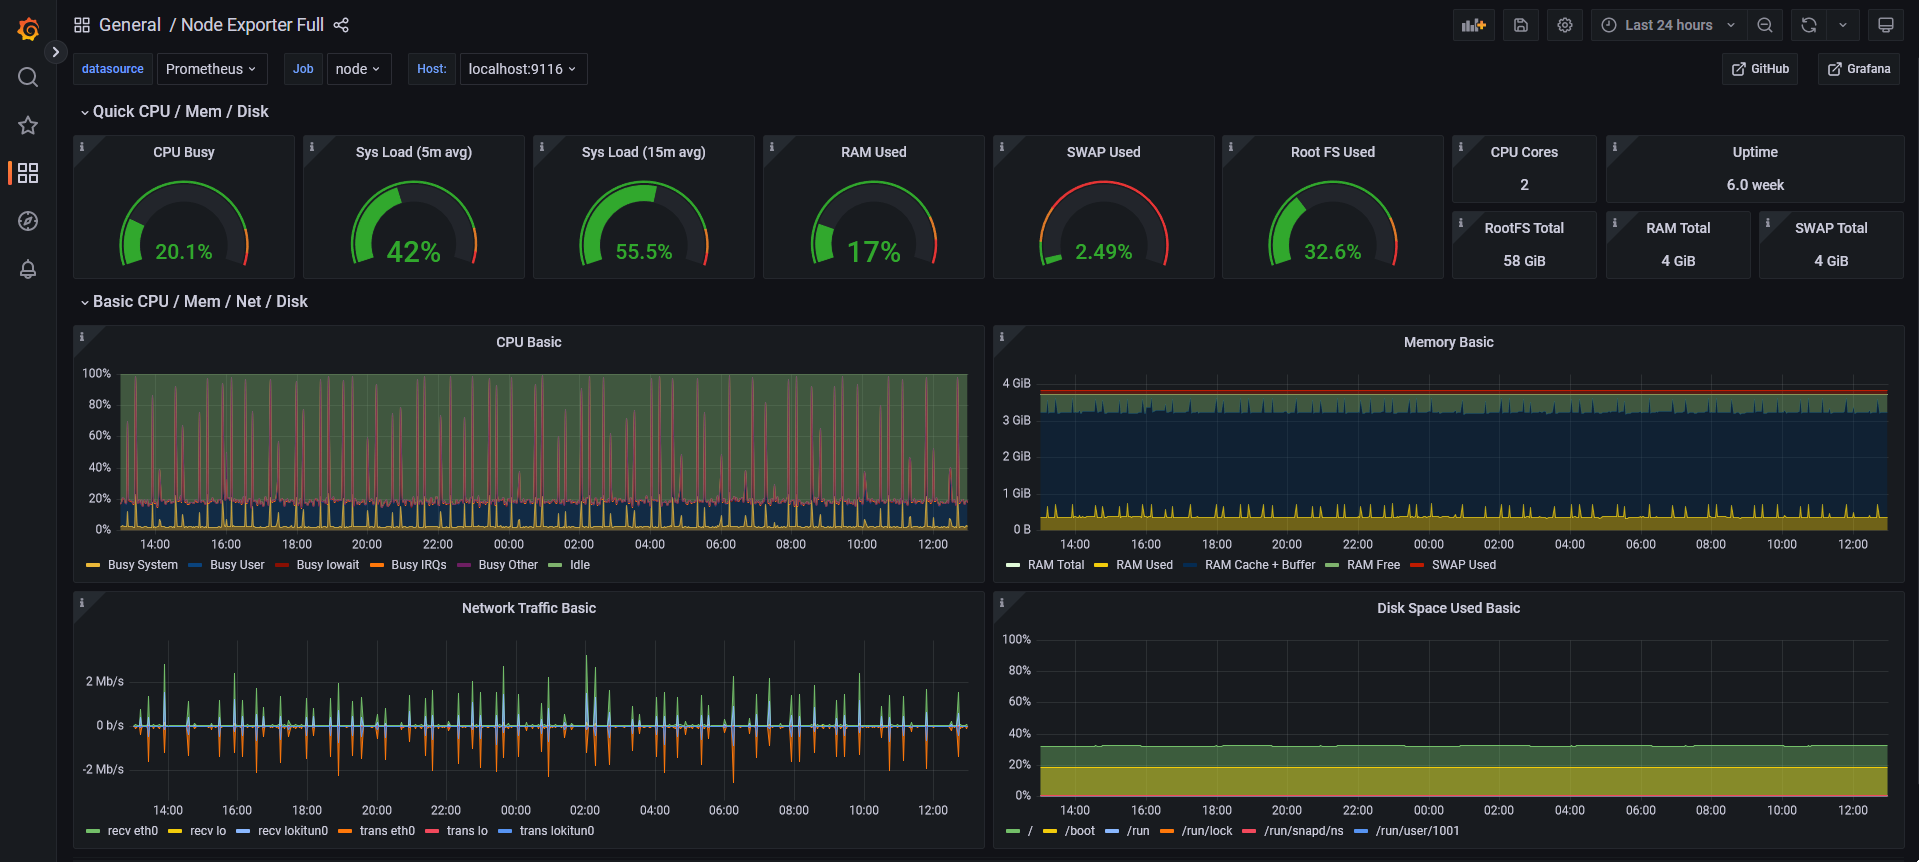 General / Node Exporter Full
Last 24 hours
datasource Prometheus Job node Host: localhost:9116 GitHub Grafana
Quick CPU / Mem / Disk
CPU Busy
20.1%
Sys Load (5m avg)
42%
Sys Load (15m avg)
55.5%
RAM Used
17%
SWAP Used
2.49%
Root FS Used
32.6%
CPU Cores
2
Uptime
6.0 week
RootFS Total
58 GiB
RAM Total
4 GiB
SWAP Total
4 GiB
Basic CPU / Mem / Net / Disk
CPU Basic
100%
80%
60%
40%
20%
0%
14:00 16:00 18:00 20:00 22:00 00:00 02:00 04:00 06:00 08:00 10:00 12:00
Busy System Busy User Busy Iowait Busy IRQs Busy Other Idle
Memory Basic
4 GiB
3 GiB
2 GiB
1 GiB
0 B
14:00 16:00 18:00 20:00 22:00 00:00 02:00 04:00 06:00 08:00 10:00 12:00
RAM Total RAM Used RAM Cache + Buffer RAM Free SWAP Used
Network Traffic Basic
2 Mb/s
0 b/s
-2 Mb/s
14:00 16:00 18:00 20:00 22:00 00:00 02:00 04:00 06:00 08:00 10:00 12:00
recv eth0 recv lo recv lokitun0 trans eth0 trans lo trans lokitun0
Disk Space Used Basic
100%
80%
60%
40%
20%
0%
14:00 16:00 18:00 20:00 22:00 00:00 02:00 04:00 06:00 08:00 10:00 12:00
/ /boot /run /run/lock /run/snapd/ns /run/user/1001